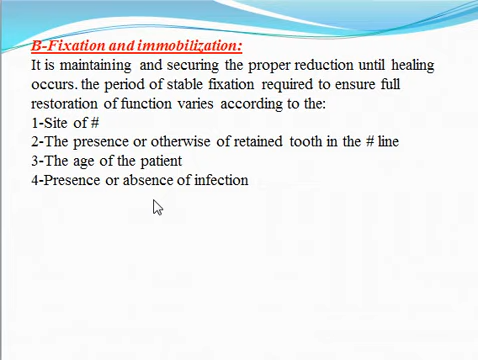 B-Fixation and immobilization:
It is maintaining and securing the proper reduction until healing
occurs. the period of stable fixation required to ensure full
restoration of function varies according to the:
1-Site of #
2-The presence or otherwise of retained tooth in the # line
3-The age of the patient
4-Presence or absence of infection